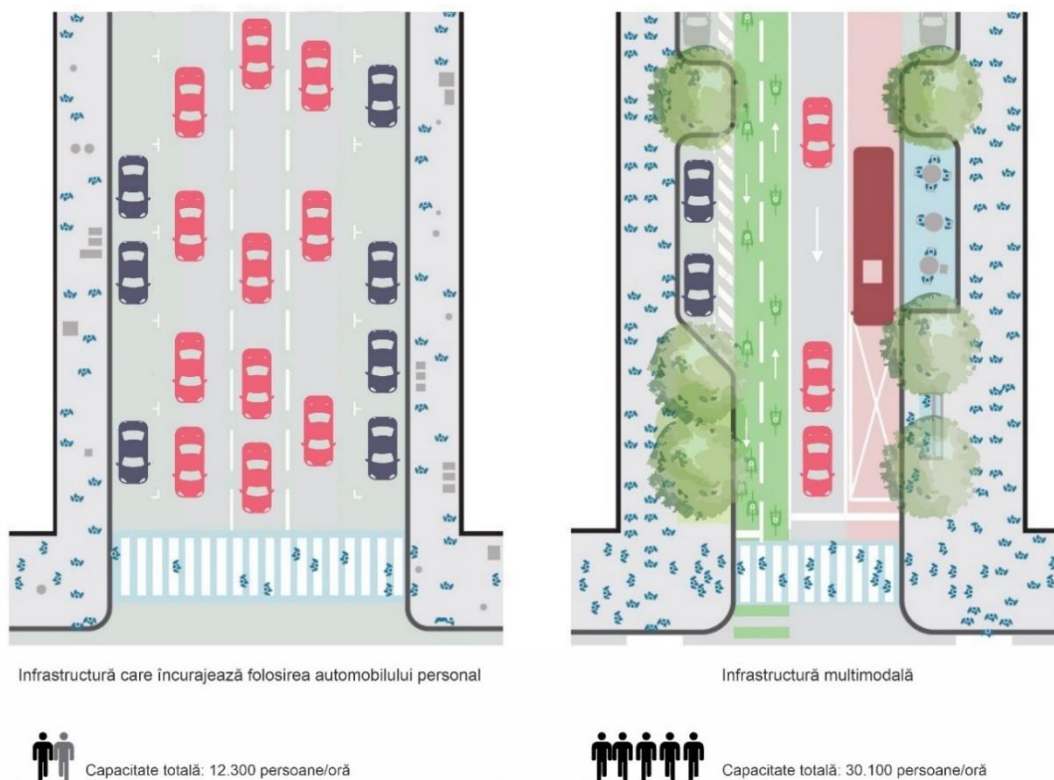 Infrastructură care încurajează folosirea automobilului personal
Capacitate totală: 12.300 persoane/oră
Infrastructură multimodală
Capacitate totală: 30.100 persoane/oră